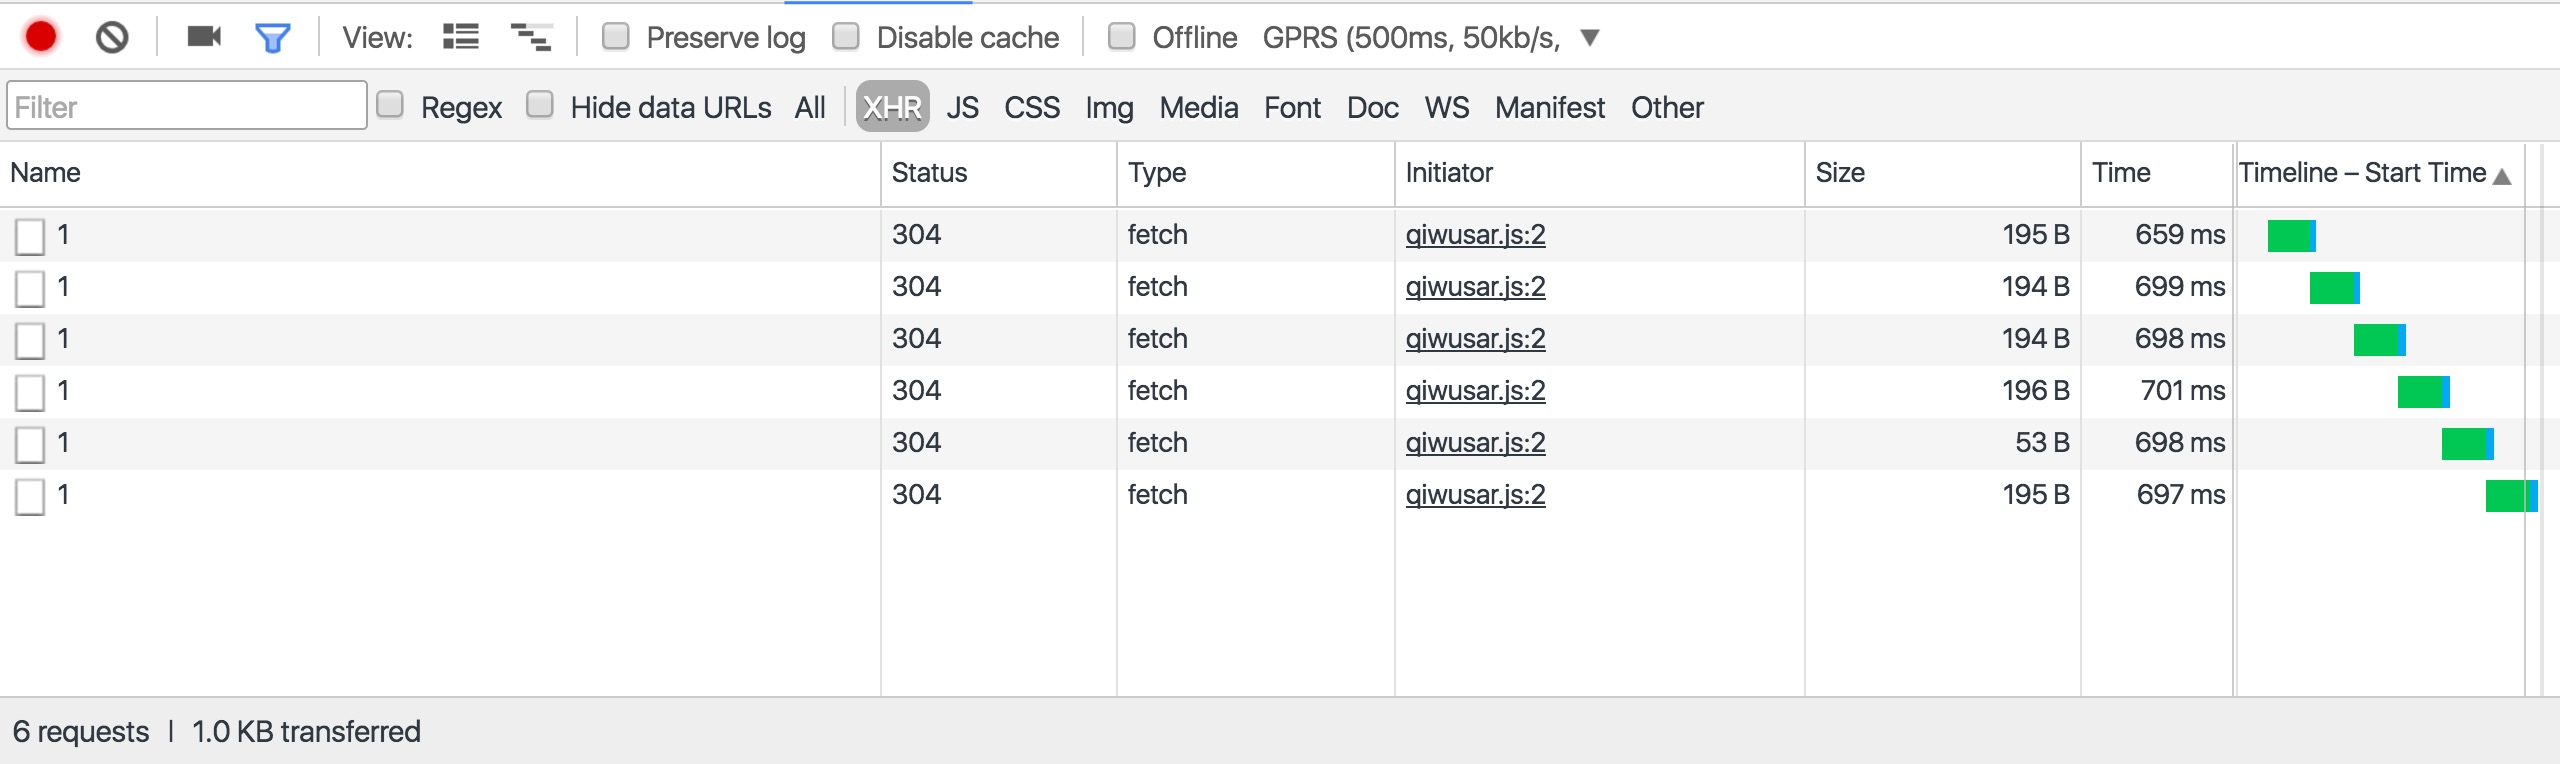 View: Preserve log Disable cache Offline GPRS (500ms, 50kb/s,
Filter Regex Hide data URLs All XHR JS CSS Img Media Font Doc WS Manifest Other
Name Status Type Initiator Size Time Timeline – Start Time
1 304 fetch qiwusar.js:2 195 B 659 ms
1 304 fetch qiwusar.js:2 194 B 699 ms
1 304 fetch qiwusar.js:2 194 B 698 ms
1 304 fetch qiwusar.js:2 196 B 701 ms
1 304 fetch qiwusar.js:2 53 B 698 ms
1 304 fetch qiwusar.js:2 195 B 697 ms
6 requests | 1.0 KB transferred